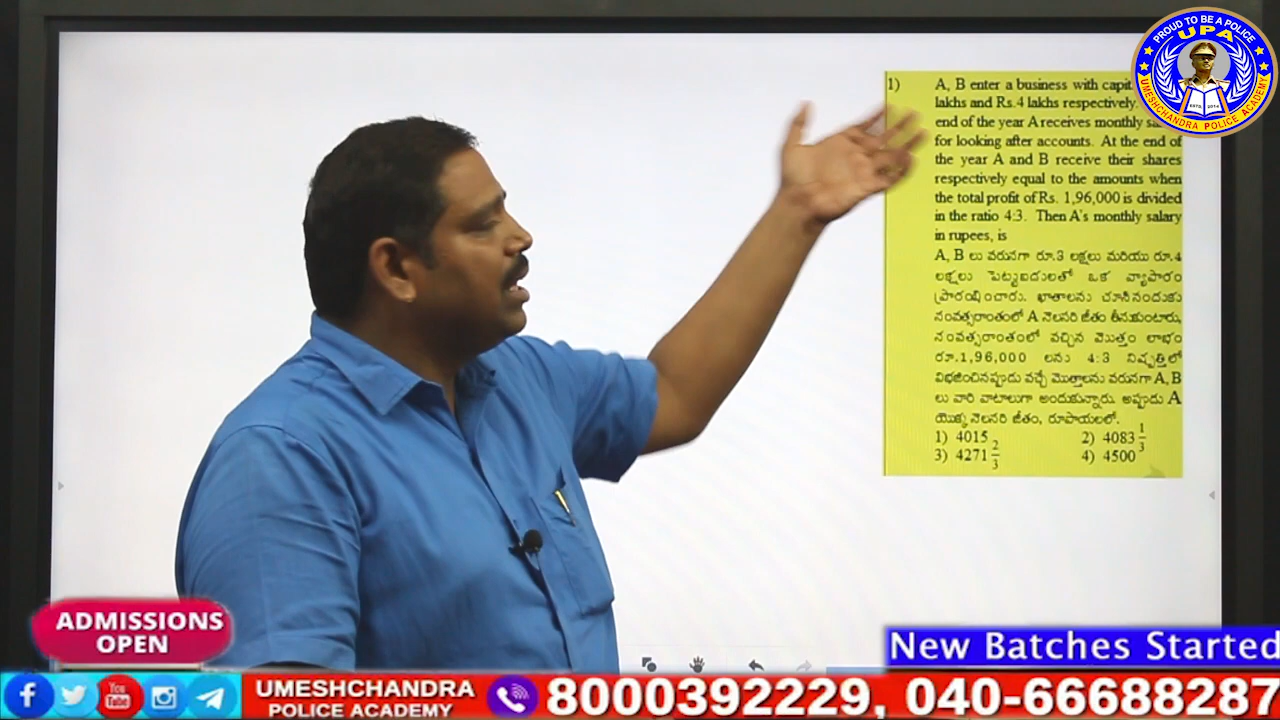 PROUD TO BE A POLICE
UPA
ESTD. 2014
UMESHCHANDRA POLICE ACADEMY
1) A, B enter a business with
lakhs and Rs.4 lakhs respectively.
end of the year A receives monthly
for looking after accounts. At the end of
the year A and B receive their shares
respectively equal to the amounts when
the total profit of Rs. 1,96,000 is divided
in the ratio 4:3. Then A's monthly salary
in rupees, is
A, B లు వరుసగా రూ.3 లక్షలు మరియు రూ.4
లక్షలు పెట్టుబడులతో ఒక వ్యాపారం
ప్రారంభించారు. ఖాతాలను చూసినందుకు
సంవత్సరాంతంలో A నెలసరి జీతం తీసుకుంటారు,
సంవత్సరాంతంలో వచ్చిన మొత్తం లాభం
రూ.1,96,000 లను 4:3 నిష్పత్తిలో
విభజించినప్పుడు వచ్చే మొత్తాలను వరుసగా A, B
లు వారి వాటాలుగా అందుకున్నారు. అప్పుడు A
యొక్క నెలసరి జీతం, రూపాయలలో.
1) 4015 2) 4083 1/3
3) 4271 2/3 4) 4500
ADMISSIONS
OPEN
New Batches Started
You
Tube
UMESHCHANDRA
POLICE ACADEMY
8000392229, 040-66688287